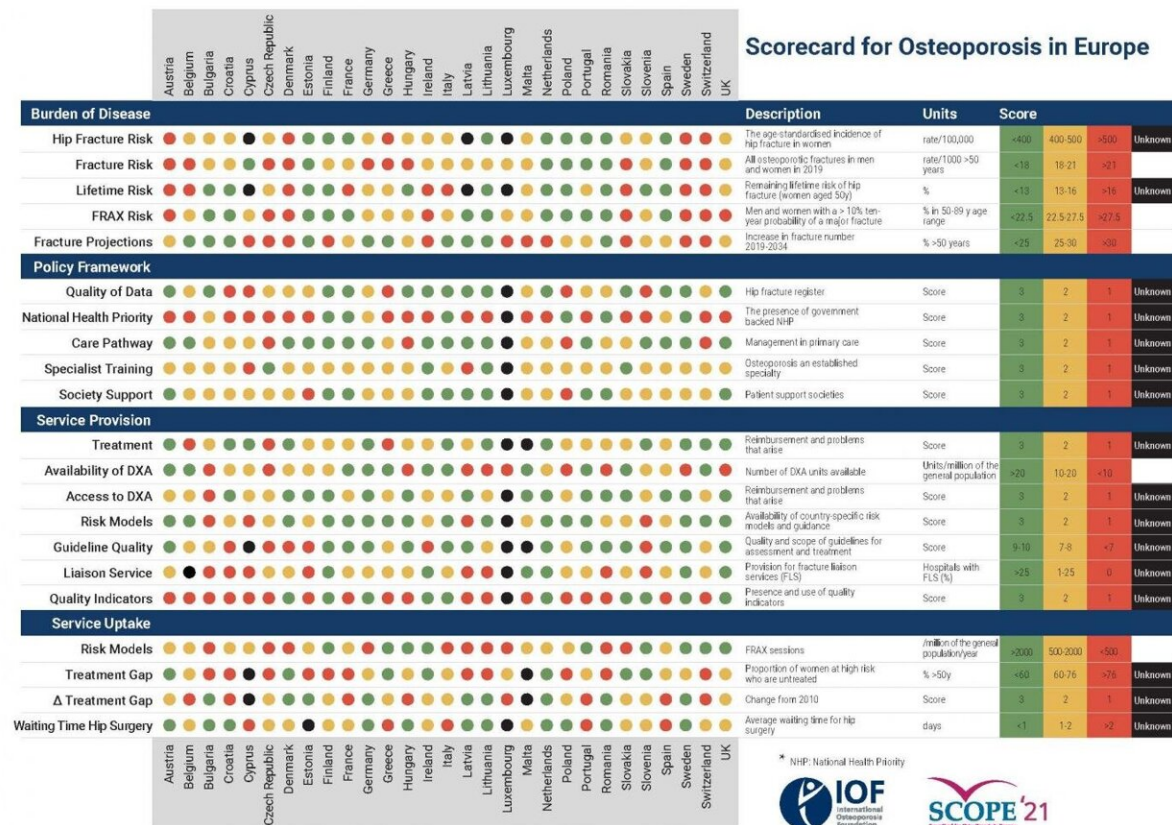 Scorecard for Osteoporosis in Europe
Austria
Belgium
Bulgaria
Croatia
Cyprus
Czech Republic
Denmark
Estonia
Finland
France
Germany
Greece
Hungary
Ireland
Italy
Latvia
Lithuania
Luxembourg
Malta
Netherlands
Poland
Portugal
Romania
Slovakia
Slovenia
Spain
Sweden
Switzerland
UK
Burden of Disease Description Units Score
Hip Fracture Risk The age-standardised incidence of
hip fracture in women rate/100,000 <400 400-500 >500 Unknown
Fracture Risk All osteoporotic fractures in men
and women in 2019 rate/1000 >50
years <18 18-21 >21
Lifetime Risk Remaining lifetime risk of hip
fracture (women aged 50y) % <13 13-16 >16 Unknown
FRAX Risk Men and women with a > 10% ten-
year probability of a major fracture % in 50-89 y age
range <22.5 22.5-27.5 >27.5
Fracture Projections Increase in fracture number
2019-2034 % >50 years <25 25-30 >30
Policy Framework
Quality of Data Hip fracture register Score 3 2 1 Unknown
National Health Priority The presence of government
backed NHP Score 3 2 1 Unknown
Care Pathway Management in primary care Score 3 2 1 Unknown
Specialist Training Osteoporosis an established
specialty Score 3 2 1 Unknown
Society Support Patient support societies Score 3 2 1 Unknown
Service Provision
Treatment Reimbursement and problems
that arise Score 3 2 1 Unknown
Availability of DXA Number of DXA units available Units/million of the
general population >20 10-20 <10
Access to DXA Reimbursement and problems
that arise Score 3 2 1 Unknown
Risk Models Availability of country-specific risk
models and guidance Score 3 2 1 Unknown
Guideline Quality Quality and scope of guidelines for
assessment and treatment Score 9-10 7-8 <7 Unknown
Liaison Service Provision for fracture liaison
services (FLS) Hospitals with
FLS (%) >25 1-25 0 Unknown
Quality Indicators Presence and use of quality
indicators Score 3 2 1 Unknown
Service Uptake
Risk Models FRAX sessions /million of the general
population/year >2000 500-2000 <500
Treatment Gap Proportion of women at high risk
who are untreated % >50y <60 60-76 >76 Unknown
Δ Treatment Gap Change from 2010 Score 3 2 1 Unknown
Waiting Time Hip Surgery Average waiting time for hip
surgery days <1 1-2 >2 Unknown
Austria
Belgium
Bulgaria
Croatia
Cyprus
Czech Republic
Denmark
Estonia
Finland
France
Germany
Greece
Hungary
Ireland
Italy
Latvia
Lithuania
Luxembourg
Malta
Netherlands
Poland
Portugal
Romania
Slovakia
Slovenia
Spain
Sweden
Switzerland
UK
* NHP: National Health Priority
IOF
International
Osteoporosis
Foundation
SCOPE '21